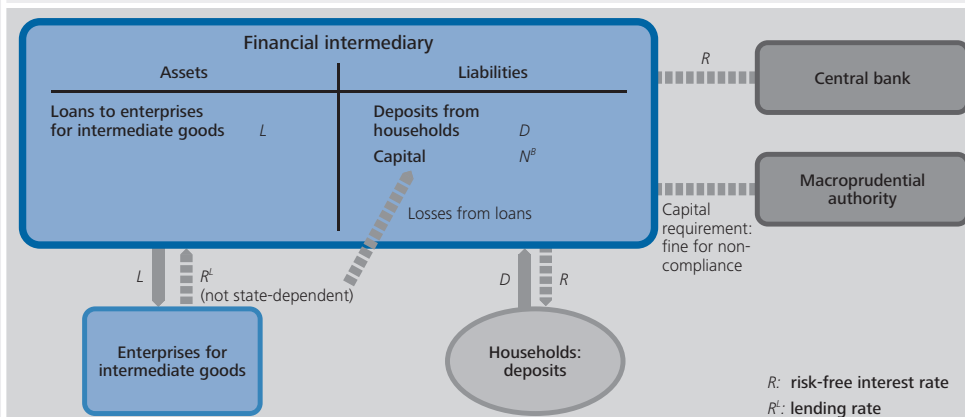 Financial intermediary
Assets
Liabilities
Loans to enterprises
for intermediate goods L
Deposits from
households D
Capital N^B
Losses from loans
R
Central bank
Macroprudential
authority
Capital
requirement:
fine for non-
compliance
L
R^L
(not state-dependent)
D
R
Enterprises for
intermediate goods
Households:
deposits
R: risk-free interest rate
R^L: lending rate